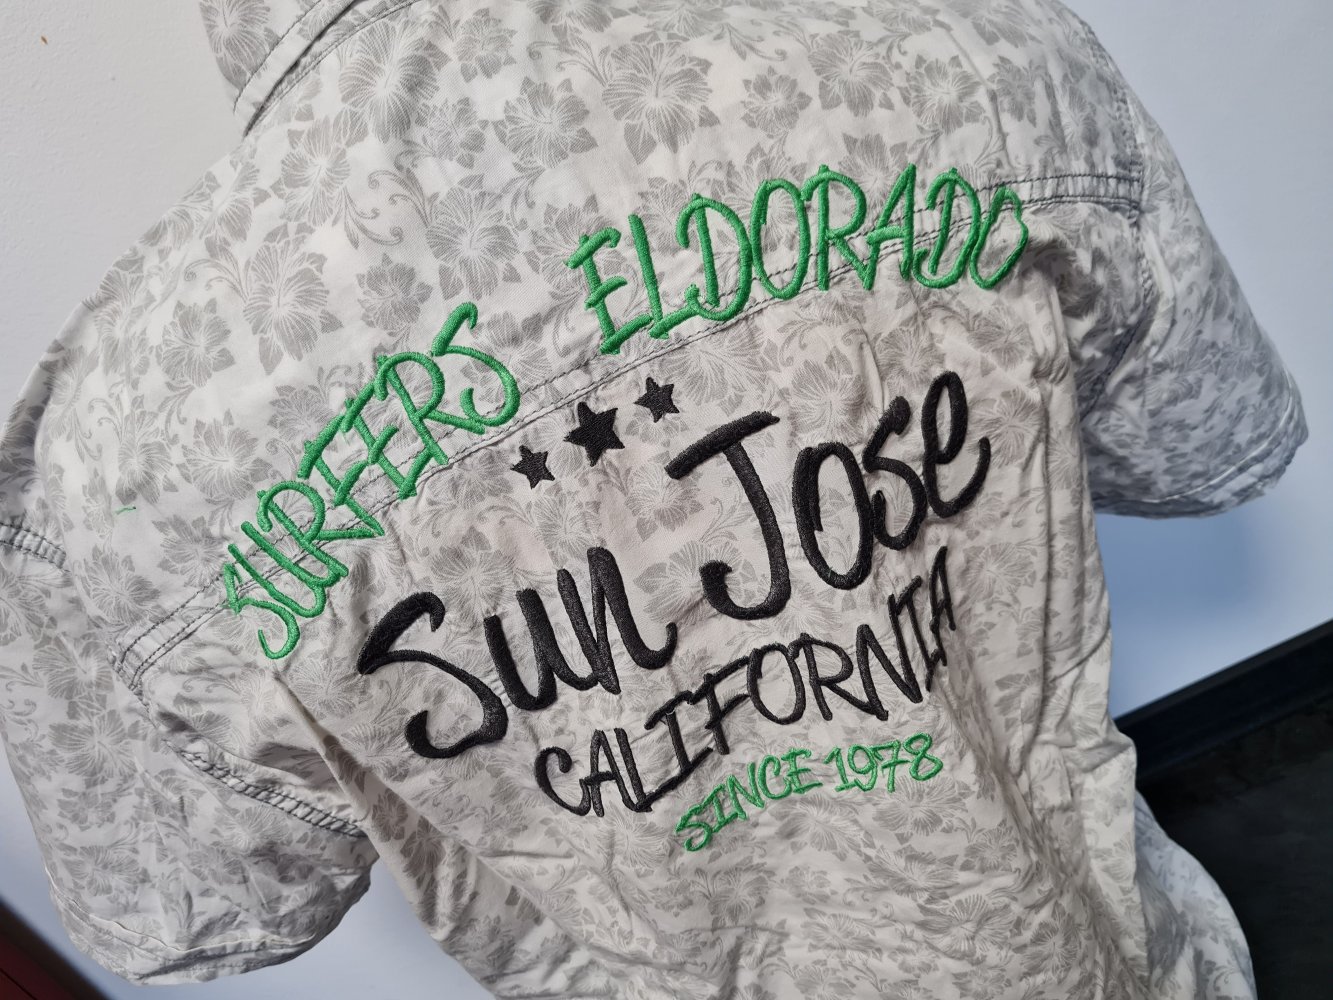 SURFERS ELDORADO
Sun Jose
CALIFORNIA
SINCE 1978